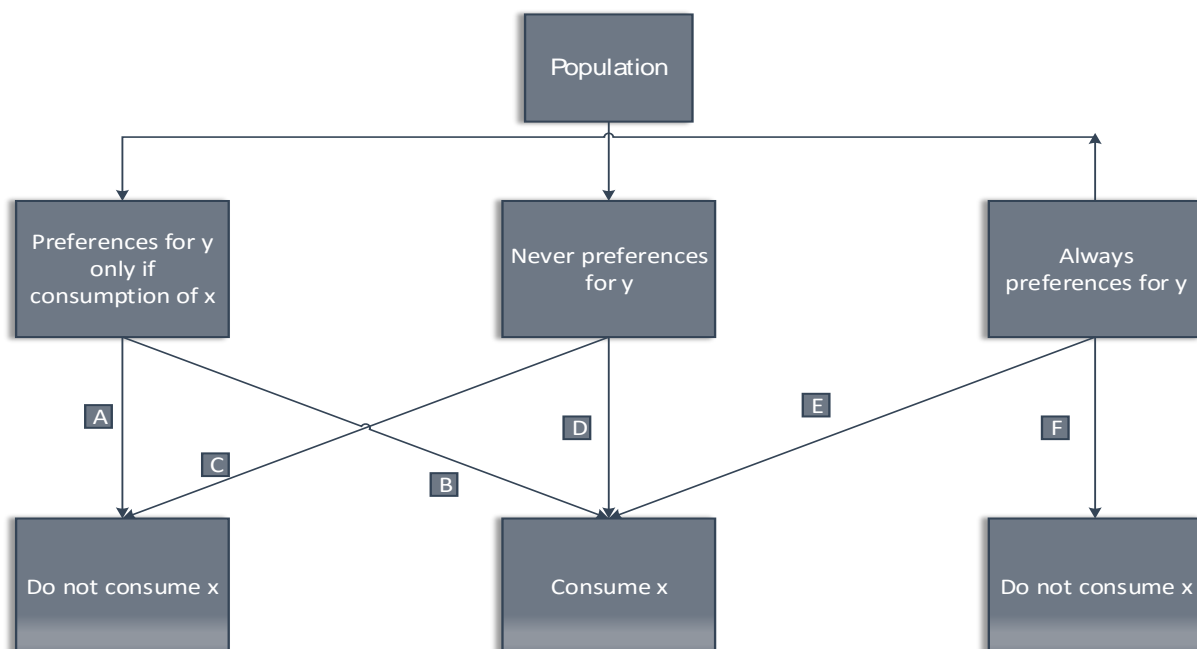 Population
Preferences for y
only if
consumption of x
Never preferences
for y
Always
preferences for y
A
C
B
D
E
F
Do not consume x
Consume x
Do not consume x